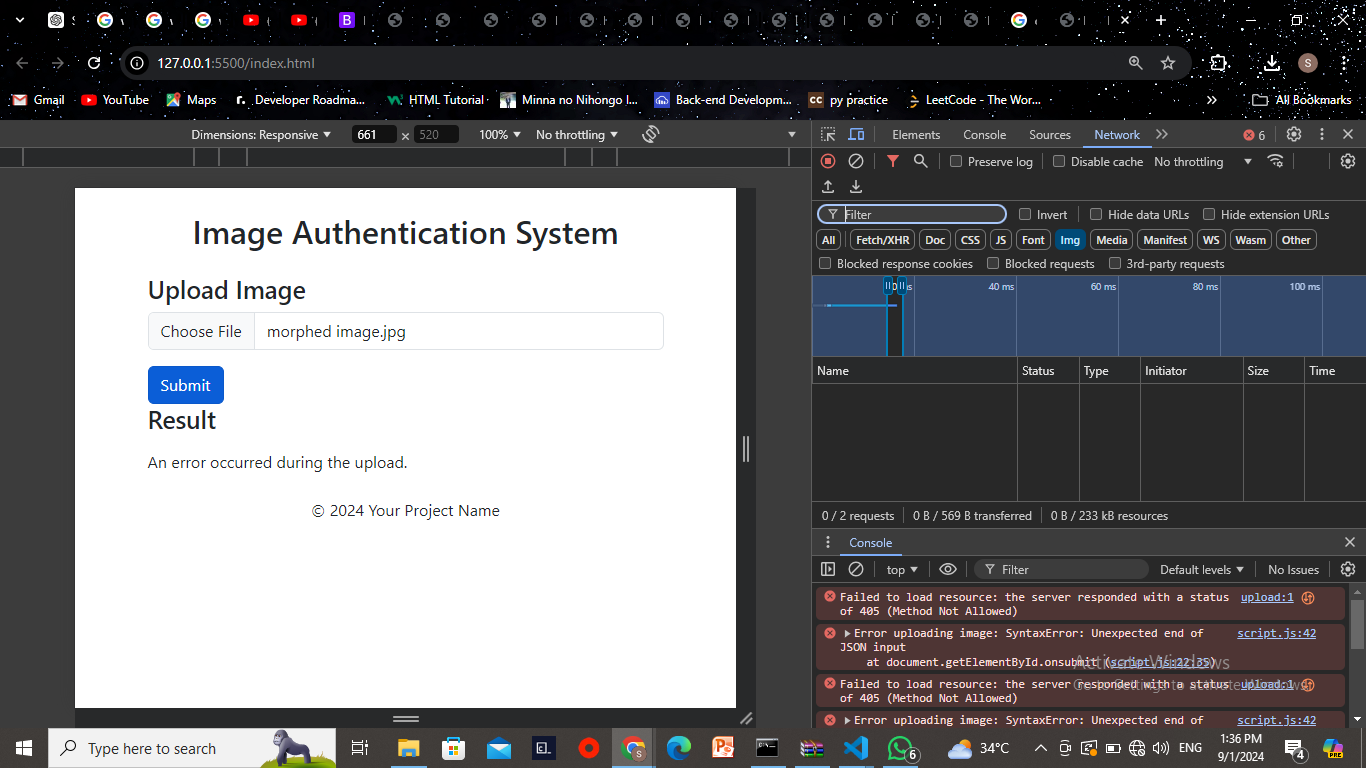 127.0.0.1:5500/index.html
Gmail YouTube Maps Developer Roadma... HTML Tutorial Minna no Nihongo I... Back-end Developm... py practice LeetCode - The Wor... » All Bookmarks
Dimensions: Responsive 661 × 520 100% No throttling
Elements Console Sources Network » 6
Preserve log Disable cache No throttling
Filter Invert Hide data URLs Hide extension URLs
All Fetch/XHR Doc CSS JS Font Img Media Manifest WS Wasm Other
Blocked response cookies Blocked requests 3rd-party requests
40 ms 60 ms 80 ms 100 ms
Name Status Type Initiator Size Time
0 / 2 requests 0 B / 569 B transferred 0 B / 233 kB resources
Image Authentication System
Upload Image
Choose File morphed image.jpg
Submit
Result
An error occurred during the upload.
© 2024 Your Project Name
Console
top Filter Default levels No Issues
Failed to load resource: the server responded with a status upload:1
of 405 (Method Not Allowed)
Error uploading image: SyntaxError: Unexpected end of script.js:42
JSON input
at document.getElementById.onsubmit (script.js:22:35)
Failed to load resource: the server responded with a status upload:1
of 405 (Method Not Allowed)
Error uploading image: SyntaxError: Unexpected end of script.js:42
Activate Windows
Go to Settings to activate Windows.
Type here to search 34°C ENG 1:36 PM
9/1/2024